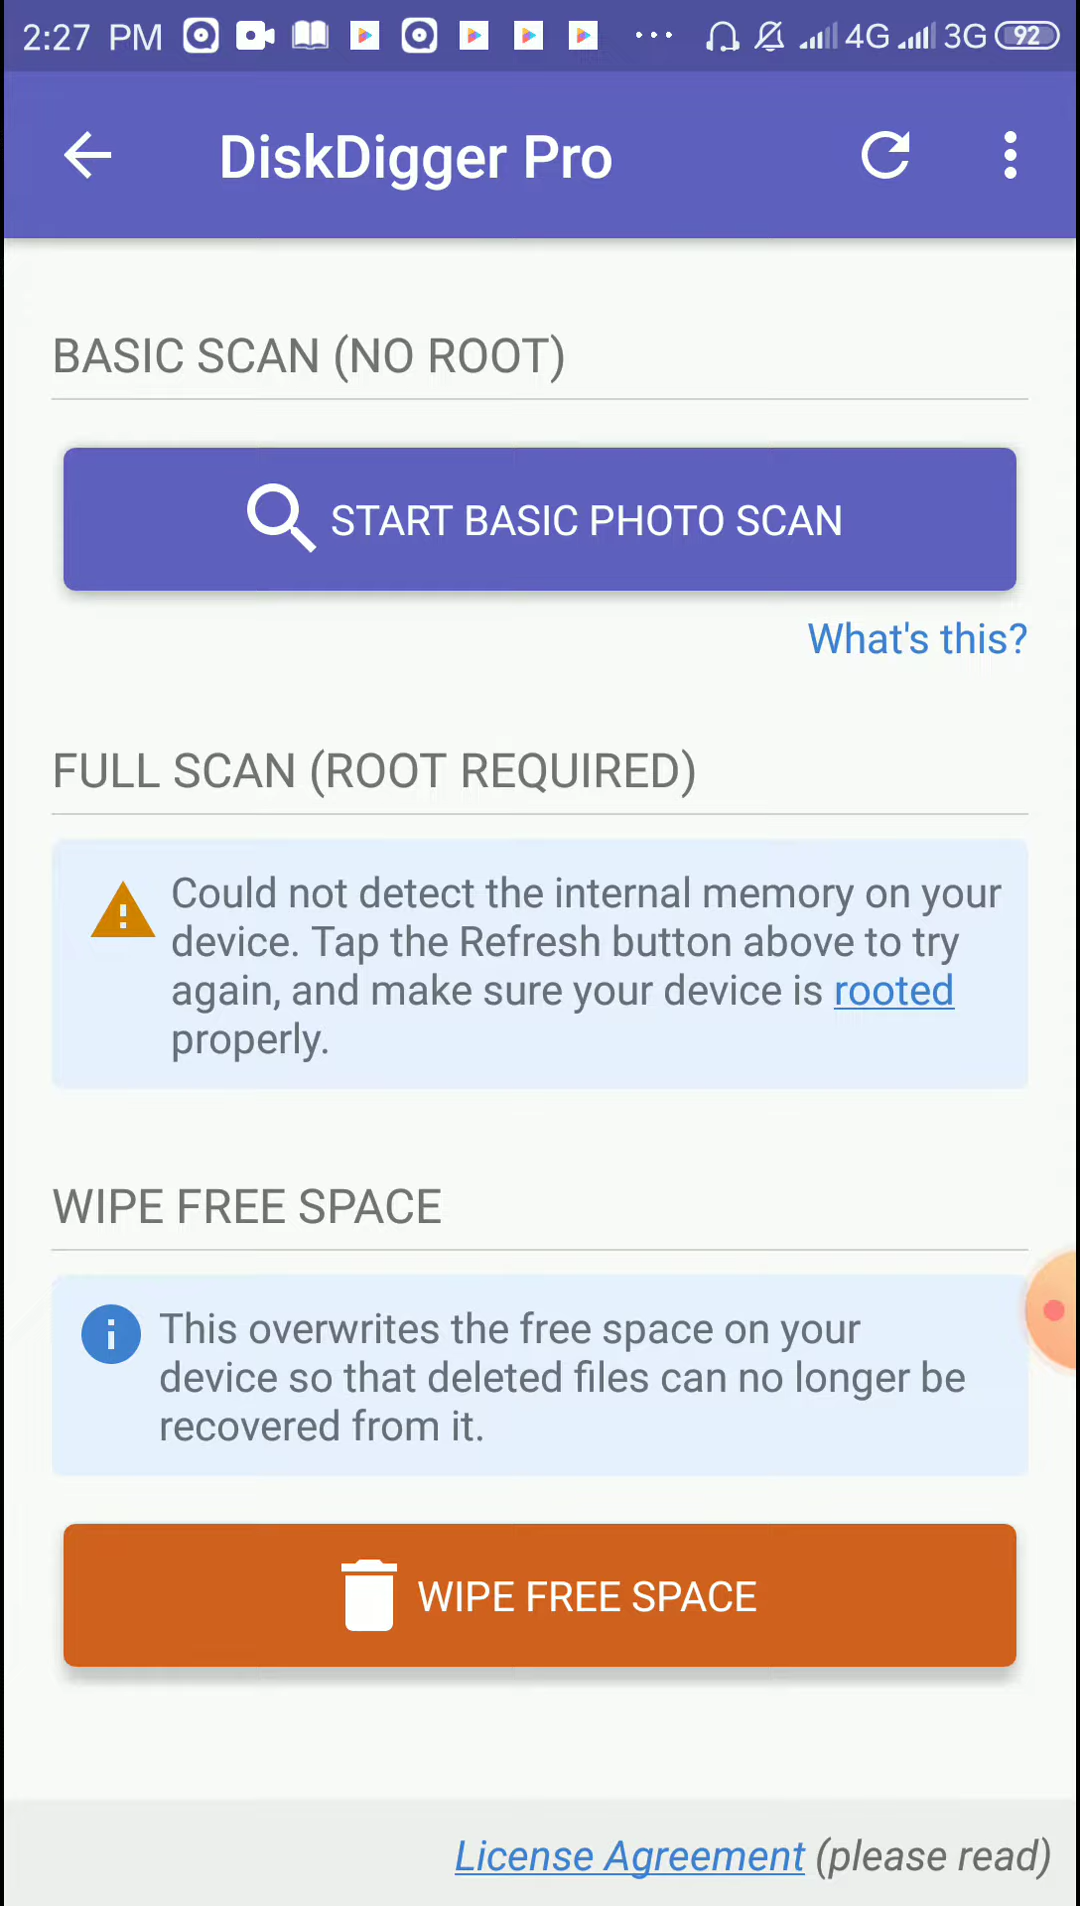 2:27 PM 4G 3G 92
DiskDigger Pro
BASIC SCAN (NO ROOT)
START BASIC PHOTO SCAN
What's this?
FULL SCAN (ROOT REQUIRED)
Could not detect the internal memory on your
device. Tap the Refresh button above to try
again, and make sure your device is rooted
properly.
WIPE FREE SPACE
This overwrites the free space on your
device so that deleted files can no longer be
recovered from it.
WIPE FREE SPACE
License Agreement (please read)